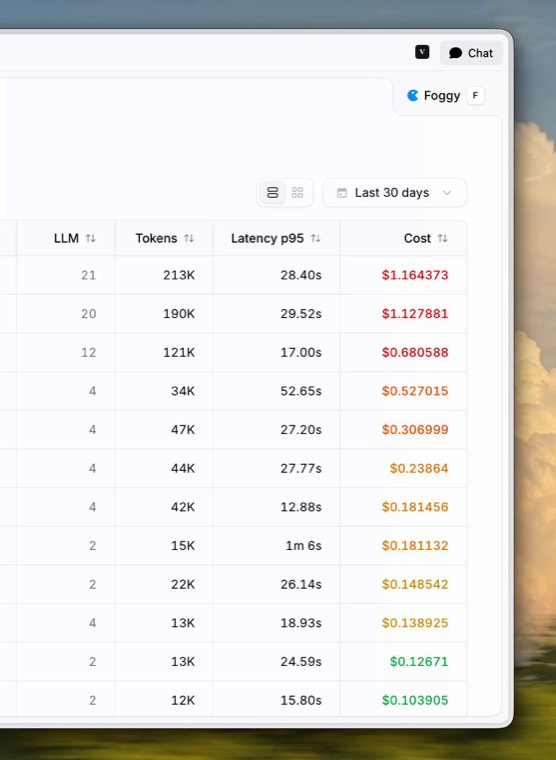 V Chat
Foggy F
Last 30 days
LLM Tokens Latency p95 Cost
21 213K 28.40s $1.164373
20 190K 29.52s $1.127881
12 121K 17.00s $0.680588
4 34K 52.65s $0.527015
4 47K 27.20s $0.306999
4 44K 27.77s $0.23864
4 42K 12.88s $0.181456
2 15K 1m 6s $0.181132
2 22K 26.14s $0.148542
4 13K 18.93s $0.138925
2 13K 24.59s $0.12671
2 12K 15.80s $0.103905